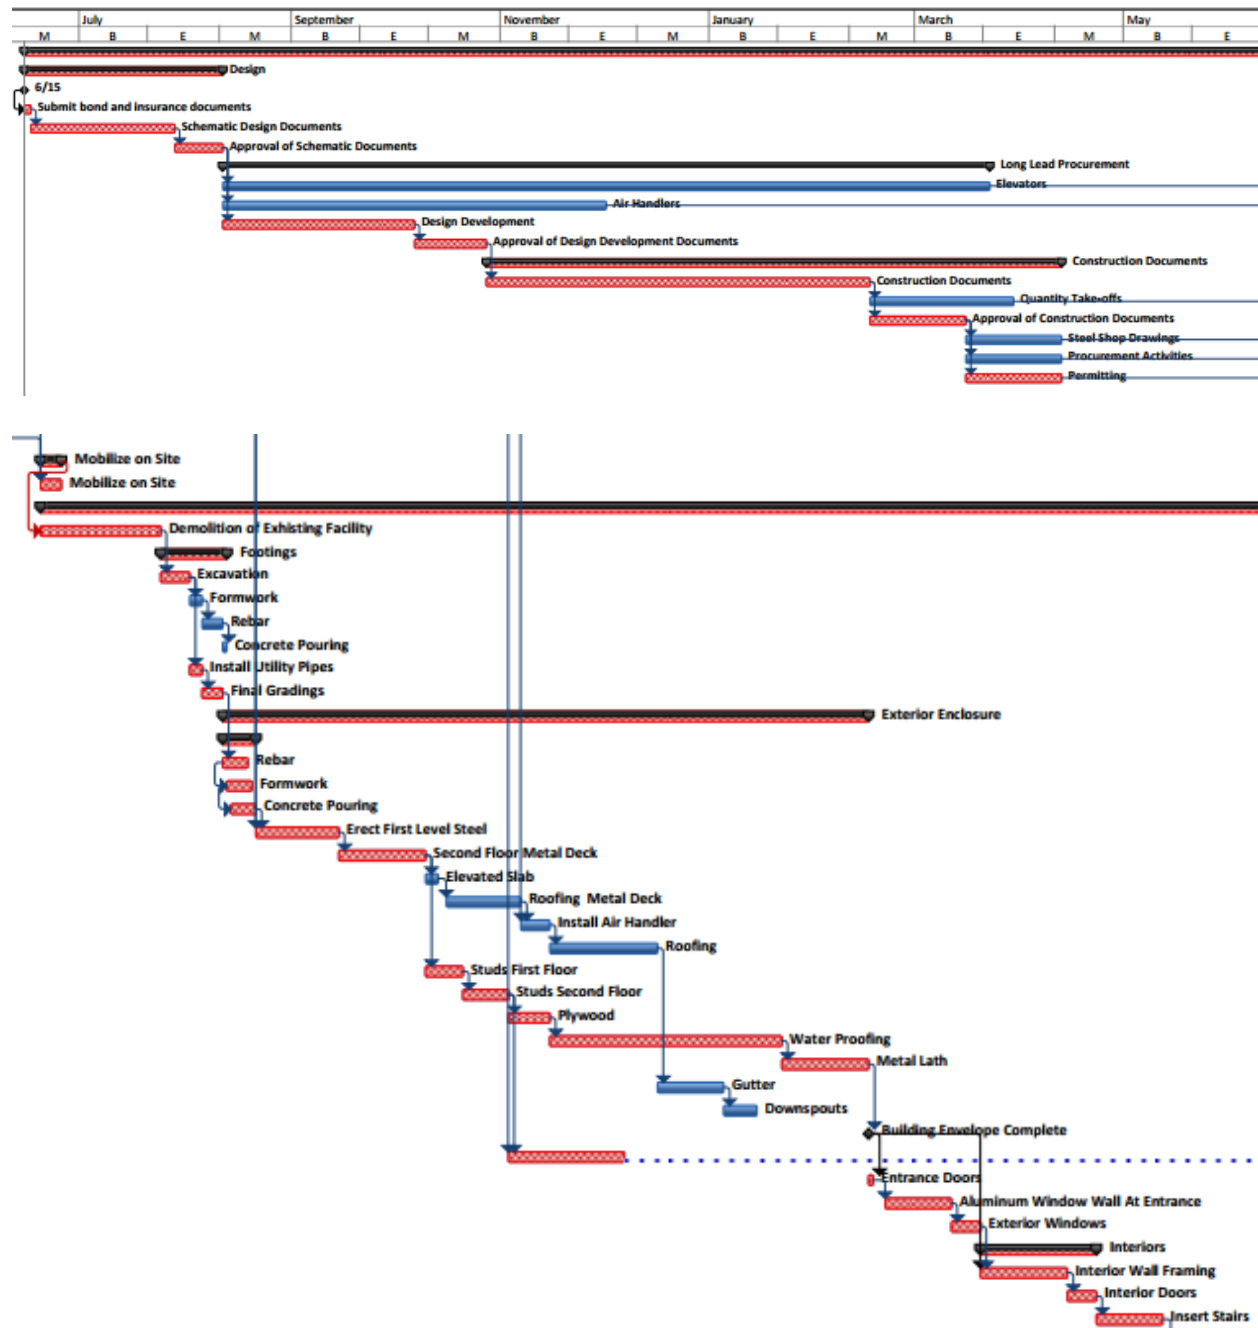 July September November January March May
M B E M B E M B E M B E M B E M B E
Design
6/15
Submit bond and insurance documents
Schematic Design Documents
Approval of Schematic Documents
Long Lead Procurement
Elevators
Air Handlers
Design Development
Approval of Design Development Documents
Construction Documents
Construction Documents
Quantity Take-offs
Approval of Construction Documents
Steel Shop Drawings
Procurement Activities
Permitting
Mobilize on Site
Mobilize on Site
Demolition of Exhisting Facility
Footings
Excavation
Formwork
Rebar
Concrete Pouring
Install Utility Pipes
Final Gradings
Exterior Enclosure
Rebar
Formwork
Concrete Pouring
Erect First Level Steel
Second Floor Metal Deck
Elevated Slab
Roofing Metal Deck
Install Air Handler
Roofing
Studs First Floor
Studs Second Floor
Plywood
Water Proofing
Metal Lath
Gutter
Downspouts
Building Envelope Complete
Entrance Doors
Aluminum Window Wall At Entrance
Exterior Windows
Interiors
Interior Wall Framing
Interior Doors
Insert Stairs